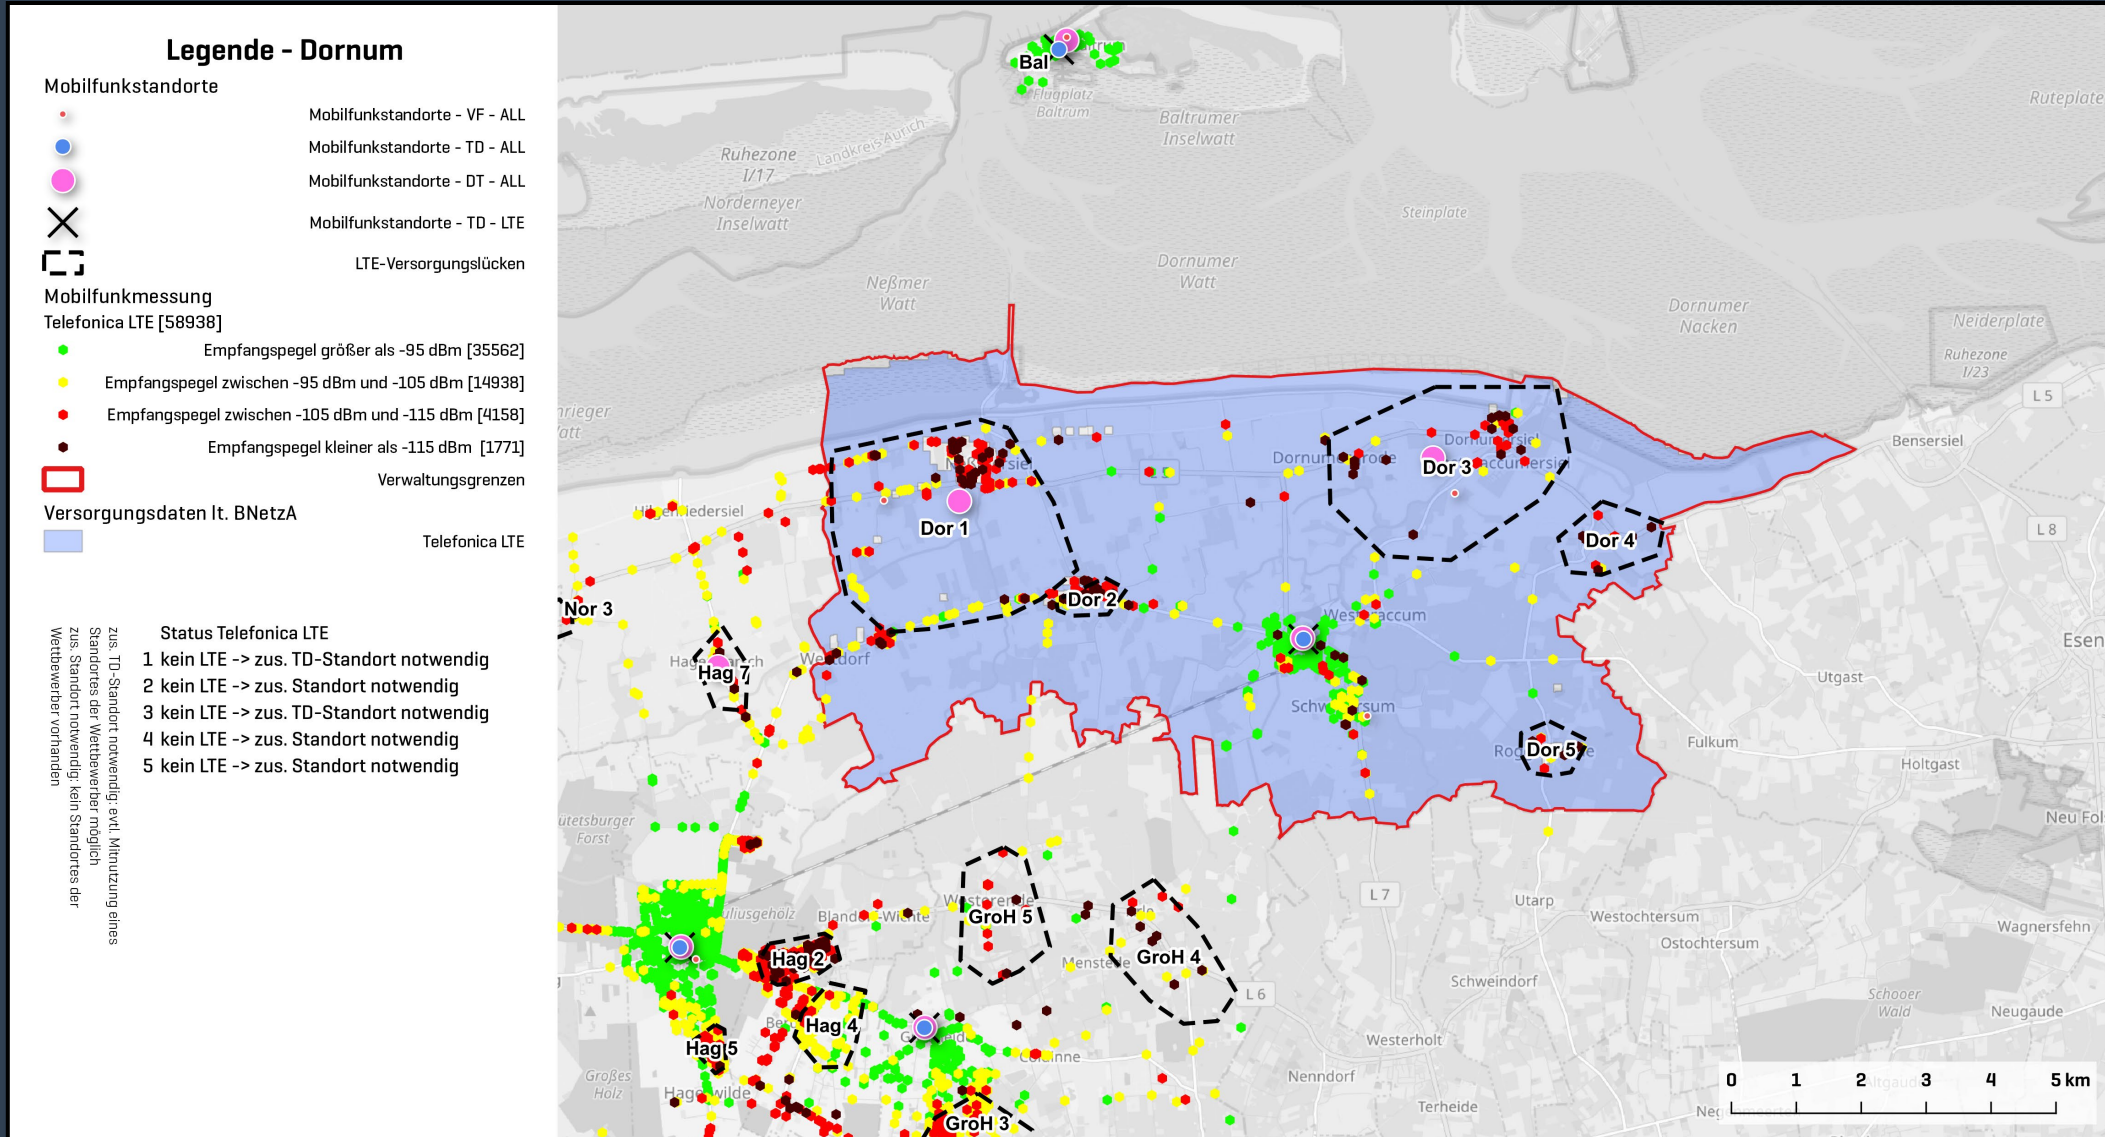 Legende - Dornum
Mobilfunkstandorte
Mobilfunkstandorte - VF - ALL
Mobilfunkstandorte - TD - ALL
Mobilfunkstandorte - DT - ALL
Mobilfunkstandorte - TD - LTE
LTE-Versorgungslücken
Mobilfunkmessung
Telefonica LTE [58938]
Empfangspegel größer als -95 dBm [35562]
Empfangspegel zwischen -95 dBm und -105 dBm [14938]
Empfangspegel zwischen -105 dBm und -115 dBm [4158]
Empfangspegel kleiner als -115 dBm [1771]
Verwaltungsgrenzen
Versorgungsdaten lt. BNetzA
Telefonica LTE
Status Telefonica LTE
1 kein LTE -> zus. TD-Standort notwendig
2 kein LTE -> zus. Standort notwendig
3 kein LTE -> zus. TD-Standort notwendig
4 kein LTE -> zus. Standort notwendig
5 kein LTE -> zus. Standort notwendig
zus. TD-Standort notwendig: evtl. Mitnutzung eines
Standortes der Wettbewerber möglich
zus. Standort notwendig: kein Standortes der
Wettbewerber vorhanden
Bal
Flugplatz
Baltrum
Baltrumer
Inselwatt
Landkreis Aurich
Ruhezone
I/17
Norderneyer
Inselwatt
Steinplate
Ruteplate
Neßmer
Watt
Dornumer
Watt
Dornumer
Nacken
Neiderplate
Ruhezone
I/23
L 5
Bensersiel
Dor 3
Dor 1
Dor 4
L 8
Dor 2
Nor 3
Hag 7
Dor 5
Utgast
Fulkum
Holtgast
L 7
Utarp
Westochtersum
Ostochtersum
Wagnersfehn
GroH 5
GroH 4
Menstede
Hag 2
Hag 4
Hag 5
GroH 3
L 6
Schweindorf
Schooer
Wald
Neugaude
Westerholt
Nenndorf
Terheide
Großes
Holz
0 1 2 3 4 5 km